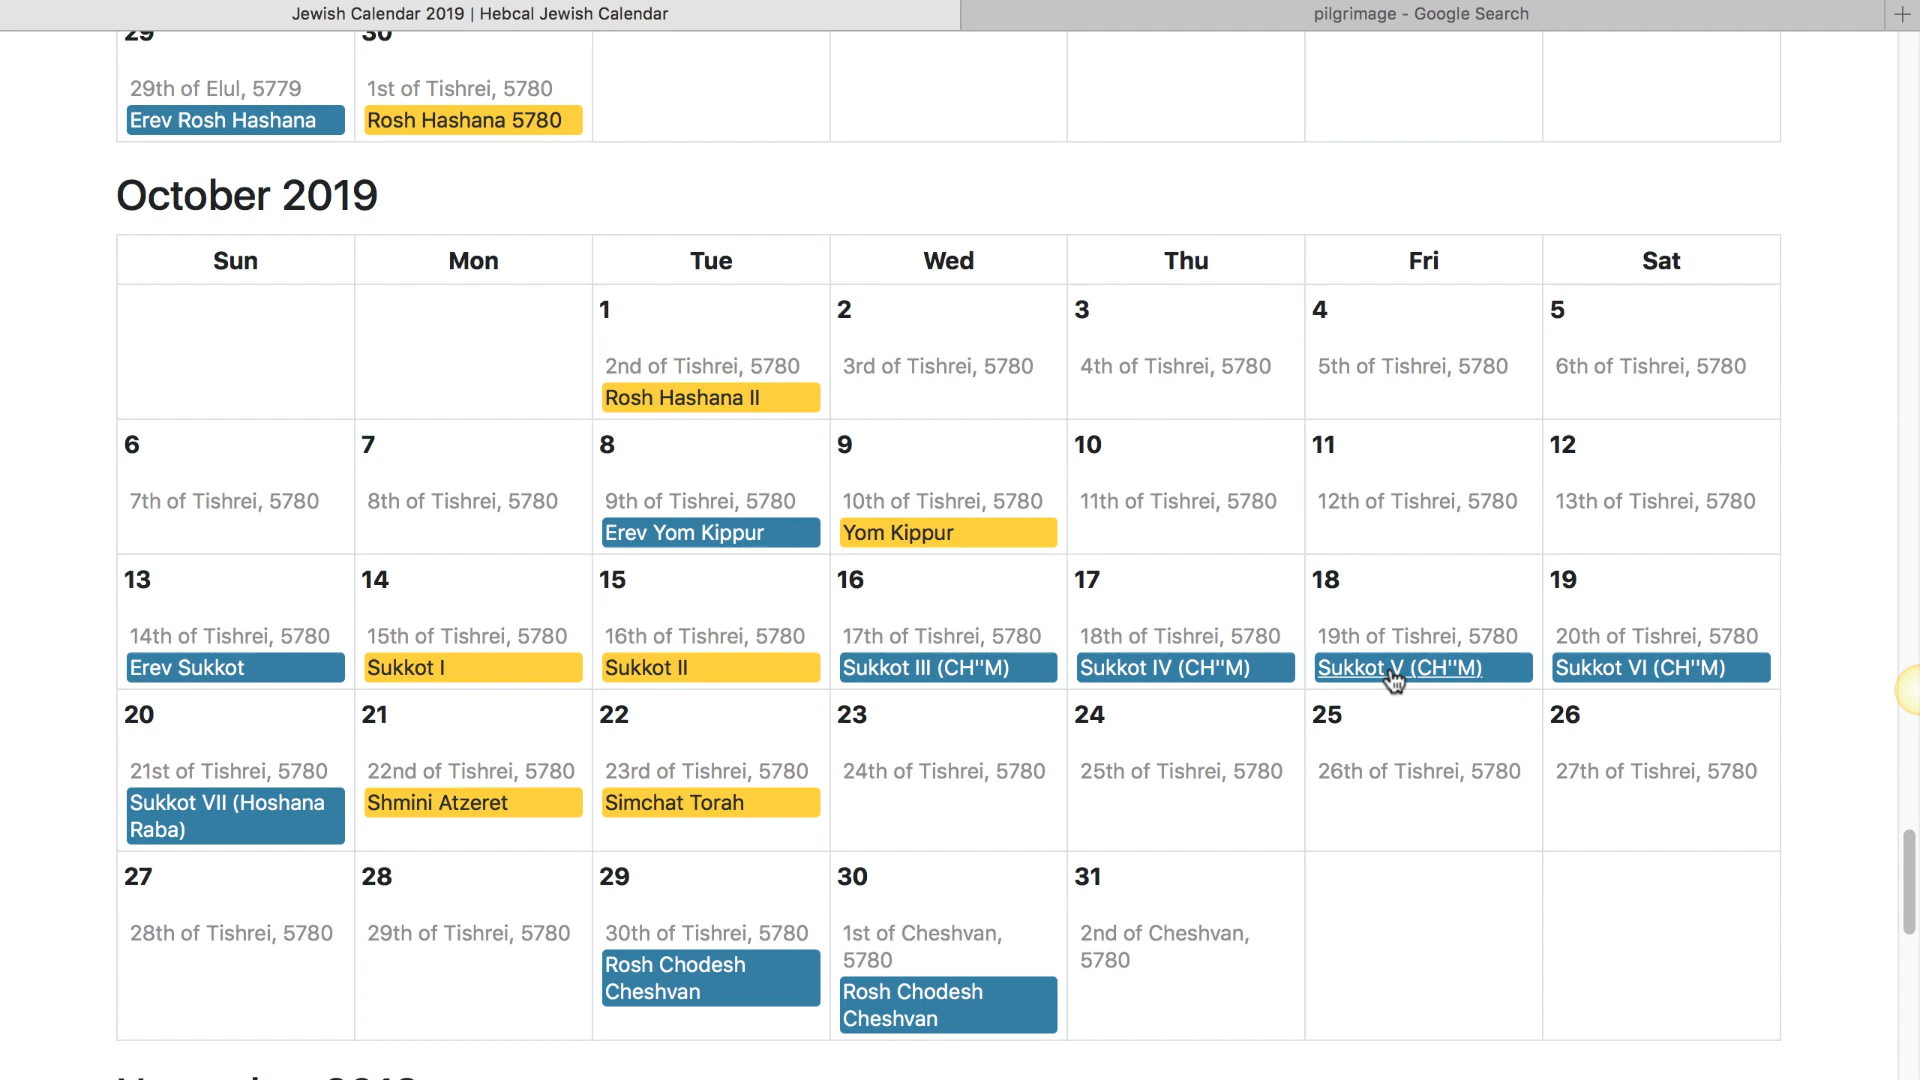 Jewish Calendar 2019 | Hebcal Jewish Calendar
pilgrimage - Google Search
29
30
29th of Elul, 5779
1st of Tishrei, 5780
Erev Rosh Hashana
Rosh Hashana 5780
October 2019
Sun
Mon
Tue
Wed
Thu
Fri
Sat
1
2nd of Tishrei, 5780
Rosh Hashana II
2
3rd of Tishrei, 5780
3
4th of Tishrei, 5780
4
5th of Tishrei, 5780
5
6th of Tishrei, 5780
6
7th of Tishrei, 5780
7
8th of Tishrei, 5780
8
9th of Tishrei, 5780
Erev Yom Kippur
9
10th of Tishrei, 5780
Yom Kippur
10
11th of Tishrei, 5780
11
12th of Tishrei, 5780
12
13th of Tishrei, 5780
13
14th of Tishrei, 5780
Erev Sukkot
14
15th of Tishrei, 5780
Sukkot I
15
16th of Tishrei, 5780
Sukkot II
16
17th of Tishrei, 5780
Sukkot III (CH"M)
17
18th of Tishrei, 5780
Sukkot IV (CH"M)
18
19th of Tishrei, 5780
Sukkot V (CH"M)
19
20th of Tishrei, 5780
Sukkot VI (CH"M)
20
21st of Tishrei, 5780
Sukkot VII (Hoshana
Raba)
21
22nd of Tishrei, 5780
Shmini Atzeret
22
23rd of Tishrei, 5780
Simchat Torah
23
24th of Tishrei, 5780
24
25th of Tishrei, 5780
25
26th of Tishrei, 5780
26
27th of Tishrei, 5780
27
28th of Tishrei, 5780
28
29th of Tishrei, 5780
29
30th of Tishrei, 5780
Rosh Chodesh
Cheshvan
30
1st of Cheshvan,
5780
Rosh Chodesh
Cheshvan
31
2nd of Cheshvan,
5780